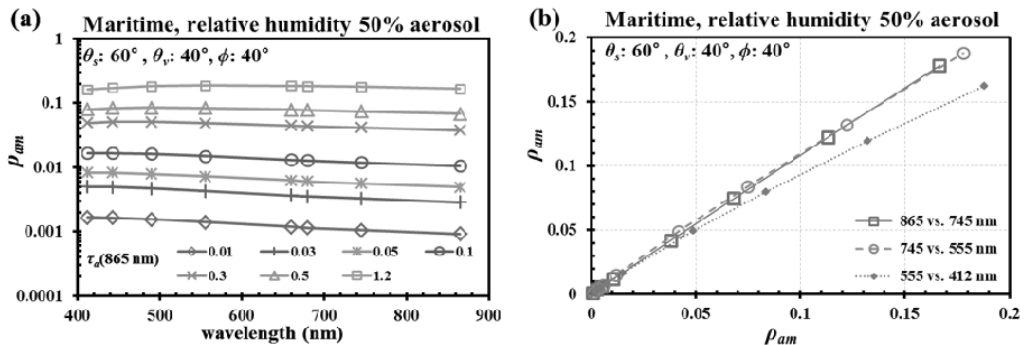 (a)
Maritime, relative humidity 50% aerosol
θs: 60° , θv: 40°, ϕ: 40°
1
0.1
0.01
0.001
0.0001
ρam
τa(865 nm)
0.01
0.03
0.05
0.1
0.3
0.5
1.2
400
500
600
700
800
900
wavelength (nm)
(b)
Maritime, relative humidity 50% aerosol
θs: 60° , θv: 40°, ϕ: 40°
0.2
0.15
0.1
0.05
0
ρam
865 vs. 745 nm
745 vs. 555 nm
555 vs. 412 nm
0
0.05
0.1
0.15
0.2
ρam